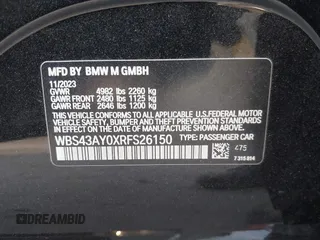 MFD BY BMW M GMBH
11/2023
GVWR 4982 lbs 2260 kg
GAWR FRONT 2480 lbs 1125 kg
GAWR REAR 2646 lbs 1200 kg
THIS VEHICLE CONFORMS TO ALL APPLICABLE
U.S. FEDERAL MOTOR VEHICLE SAFETY, BUMPER, AND
THEFT PREVENTION STANDARDS IN EFFECT ON THE
DATE OF MANUFACTURE SHOWN ABOVE.
WBS43AY0XRFS26150 TYPE: PASSENGER CAR
475
7 315 814
DREAMBID